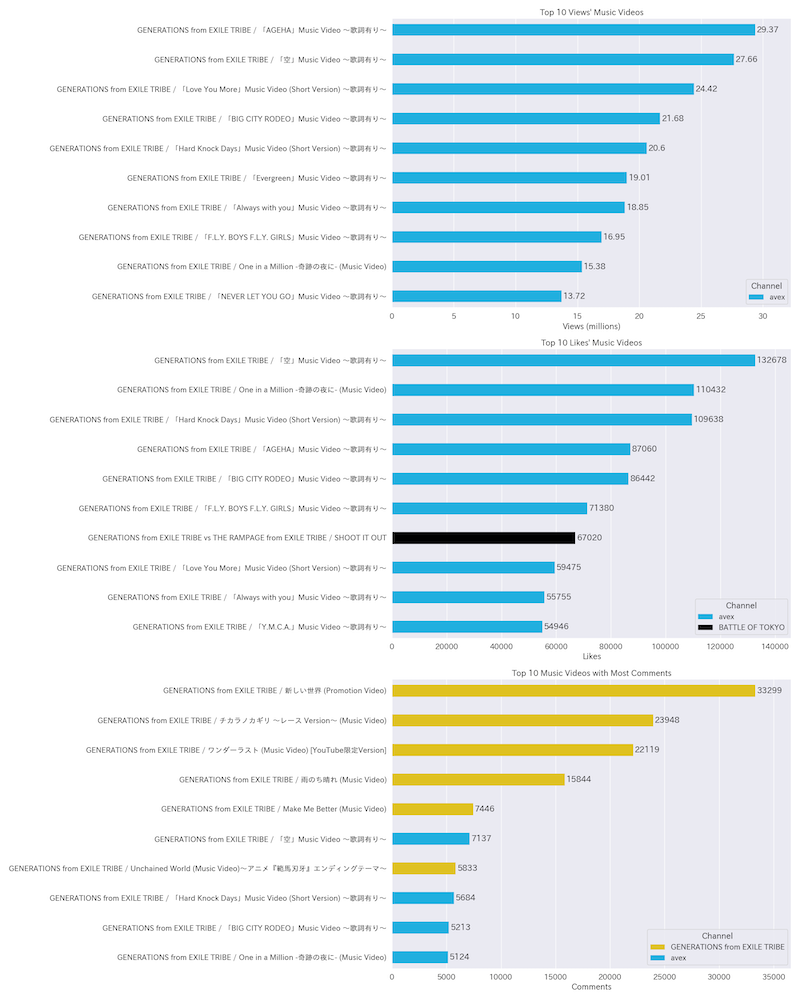 Top 10 Views' Music Videos
GENERATIONS from EXILE TRIBE / 「AGEHA」Music Video ～歌詞有り～ 29.37
GENERATIONS from EXILE TRIBE / 「空」Music Video ～歌詞有り～ 27.66
GENERATIONS from EXILE TRIBE / 「Love You More」Music Video (Short Version) ～歌詞有り～ 24.42
GENERATIONS from EXILE TRIBE / 「BIG CITY RODEO」Music Video ～歌詞有り～ 21.68
GENERATIONS from EXILE TRIBE / 「Hard Knock Days」Music Video (Short Version) ～歌詞有り～ 20.6
GENERATIONS from EXILE TRIBE / 「Evergreen」Music Video ～歌詞有り～ 19.01
GENERATIONS from EXILE TRIBE / 「Always with you」Music Video ～歌詞有り～ 18.85
GENERATIONS from EXILE TRIBE / 「F.L.Y. BOYS F.L.Y. GIRLS」Music Video ～歌詞有り～ 16.95
GENERATIONS from EXILE TRIBE / One in a Million -奇跡の夜に- (Music Video) 15.38
GENERATIONS from EXILE TRIBE / 「NEVER LET YOU GO」Music Video ～歌詞有り～ 13.72
Channel
avex
0 5 10 15 20 25 30
Views (millions)
Top 10 Likes' Music Videos
GENERATIONS from EXILE TRIBE / 「空」Music Video ～歌詞有り～ 132678
GENERATIONS from EXILE TRIBE / One in a Million -奇跡の夜に- (Music Video) 110432
GENERATIONS from EXILE TRIBE / 「Hard Knock Days」Music Video (Short Version) ～歌詞有り～ 109638
GENERATIONS from EXILE TRIBE / 「AGEHA」Music Video ～歌詞有り～ 87060
GENERATIONS from EXILE TRIBE / 「BIG CITY RODEO」Music Video ～歌詞有り～ 86442
GENERATIONS from EXILE TRIBE / 「F.L.Y. BOYS F.L.Y. GIRLS」Music Video ～歌詞有り～ 71380
GENERATIONS from EXILE TRIBE vs THE RAMPAGE from EXILE TRIBE / SHOOT IT OUT 67020
GENERATIONS from EXILE TRIBE / 「Love You More」Music Video (Short Version) ～歌詞有り～ 59475
GENERATIONS from EXILE TRIBE / 「Always with you」Music Video ～歌詞有り～ 55755
GENERATIONS from EXILE TRIBE / 「Y.M.C.A.」Music Video ～歌詞有り～ 54946
Channel
avex
BATTLE OF TOKYO
0 20000 40000 60000 80000 100000 120000 140000
Likes
Top 10 Music Videos with Most Comments
GENERATIONS from EXILE TRIBE / 新しい世界 (Promotion Video) 33299
GENERATIONS from EXILE TRIBE / チカラノカギリ ～レース Version～ (Music Video) 23948
GENERATIONS from EXILE TRIBE / ワンダーラスト (Music Video) [YouTube限定Version] 22119
GENERATIONS from EXILE TRIBE / 雨のち晴れ (Music Video) 15844
GENERATIONS from EXILE TRIBE / Make Me Better (Music Video) 7446
GENERATIONS from EXILE TRIBE / 「空」Music Video ～歌詞有り～ 7137
GENERATIONS from EXILE TRIBE / Unchained World (Music Video)～アニメ『範馬刃牙』エンディングテーマ～ 5833
GENERATIONS from EXILE TRIBE / 「Hard Knock Days」Music Video (Short Version) ～歌詞有り～ 5684
GENERATIONS from EXILE TRIBE / 「BIG CITY RODEO」Music Video ～歌詞有り～ 5213
GENERATIONS from EXILE TRIBE / One in a Million -奇跡の夜に- (Music Video) 5124
Channel
GENERATIONS from EXILE TRIBE
avex
0 5000 10000 15000 20000 25000 30000 35000
Comments